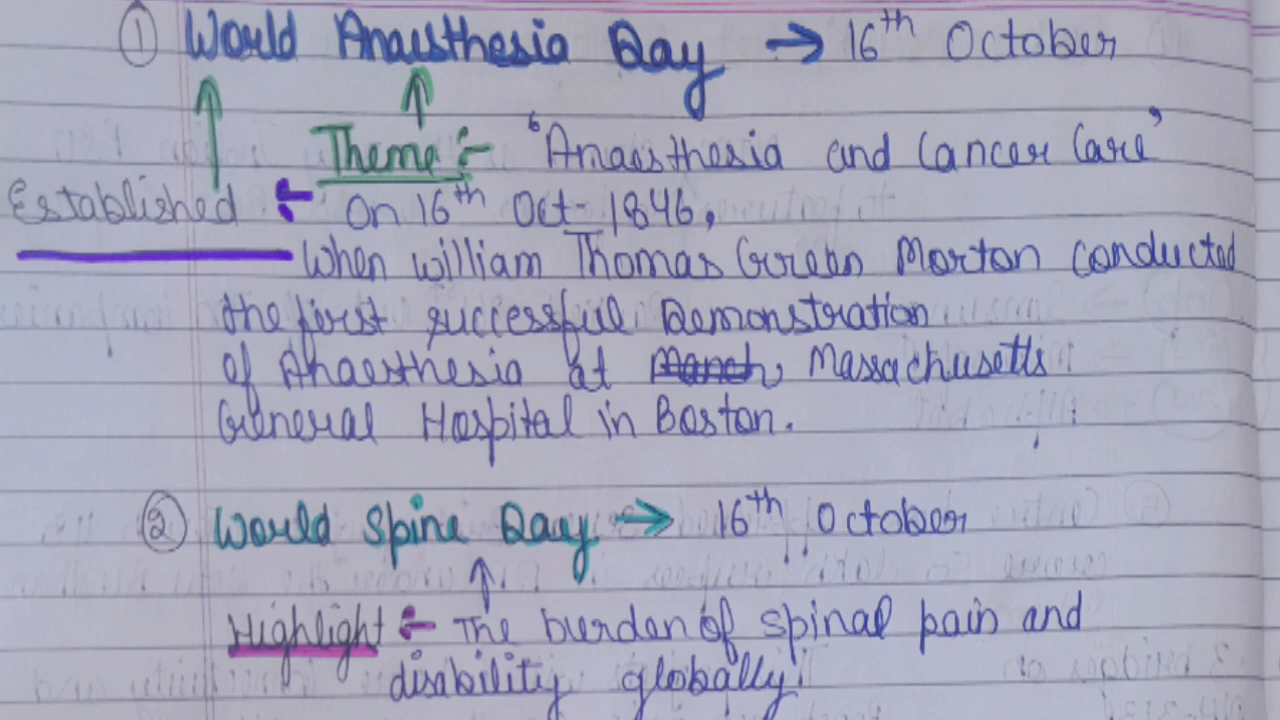 ① World Anaesthesia Day → 16th October
Theme :- 'Anaesthesia and Cancer Care'
Established :- On 16th Oct- 1846,
When William Thomas Green Morton conducted
the first successful Demonstration
of Anaesthesia at Massachusetts
General Hospital in Boston.
② World Spine Day → 16th October
Highlight :- The burden of spinal pain and
disability globally.